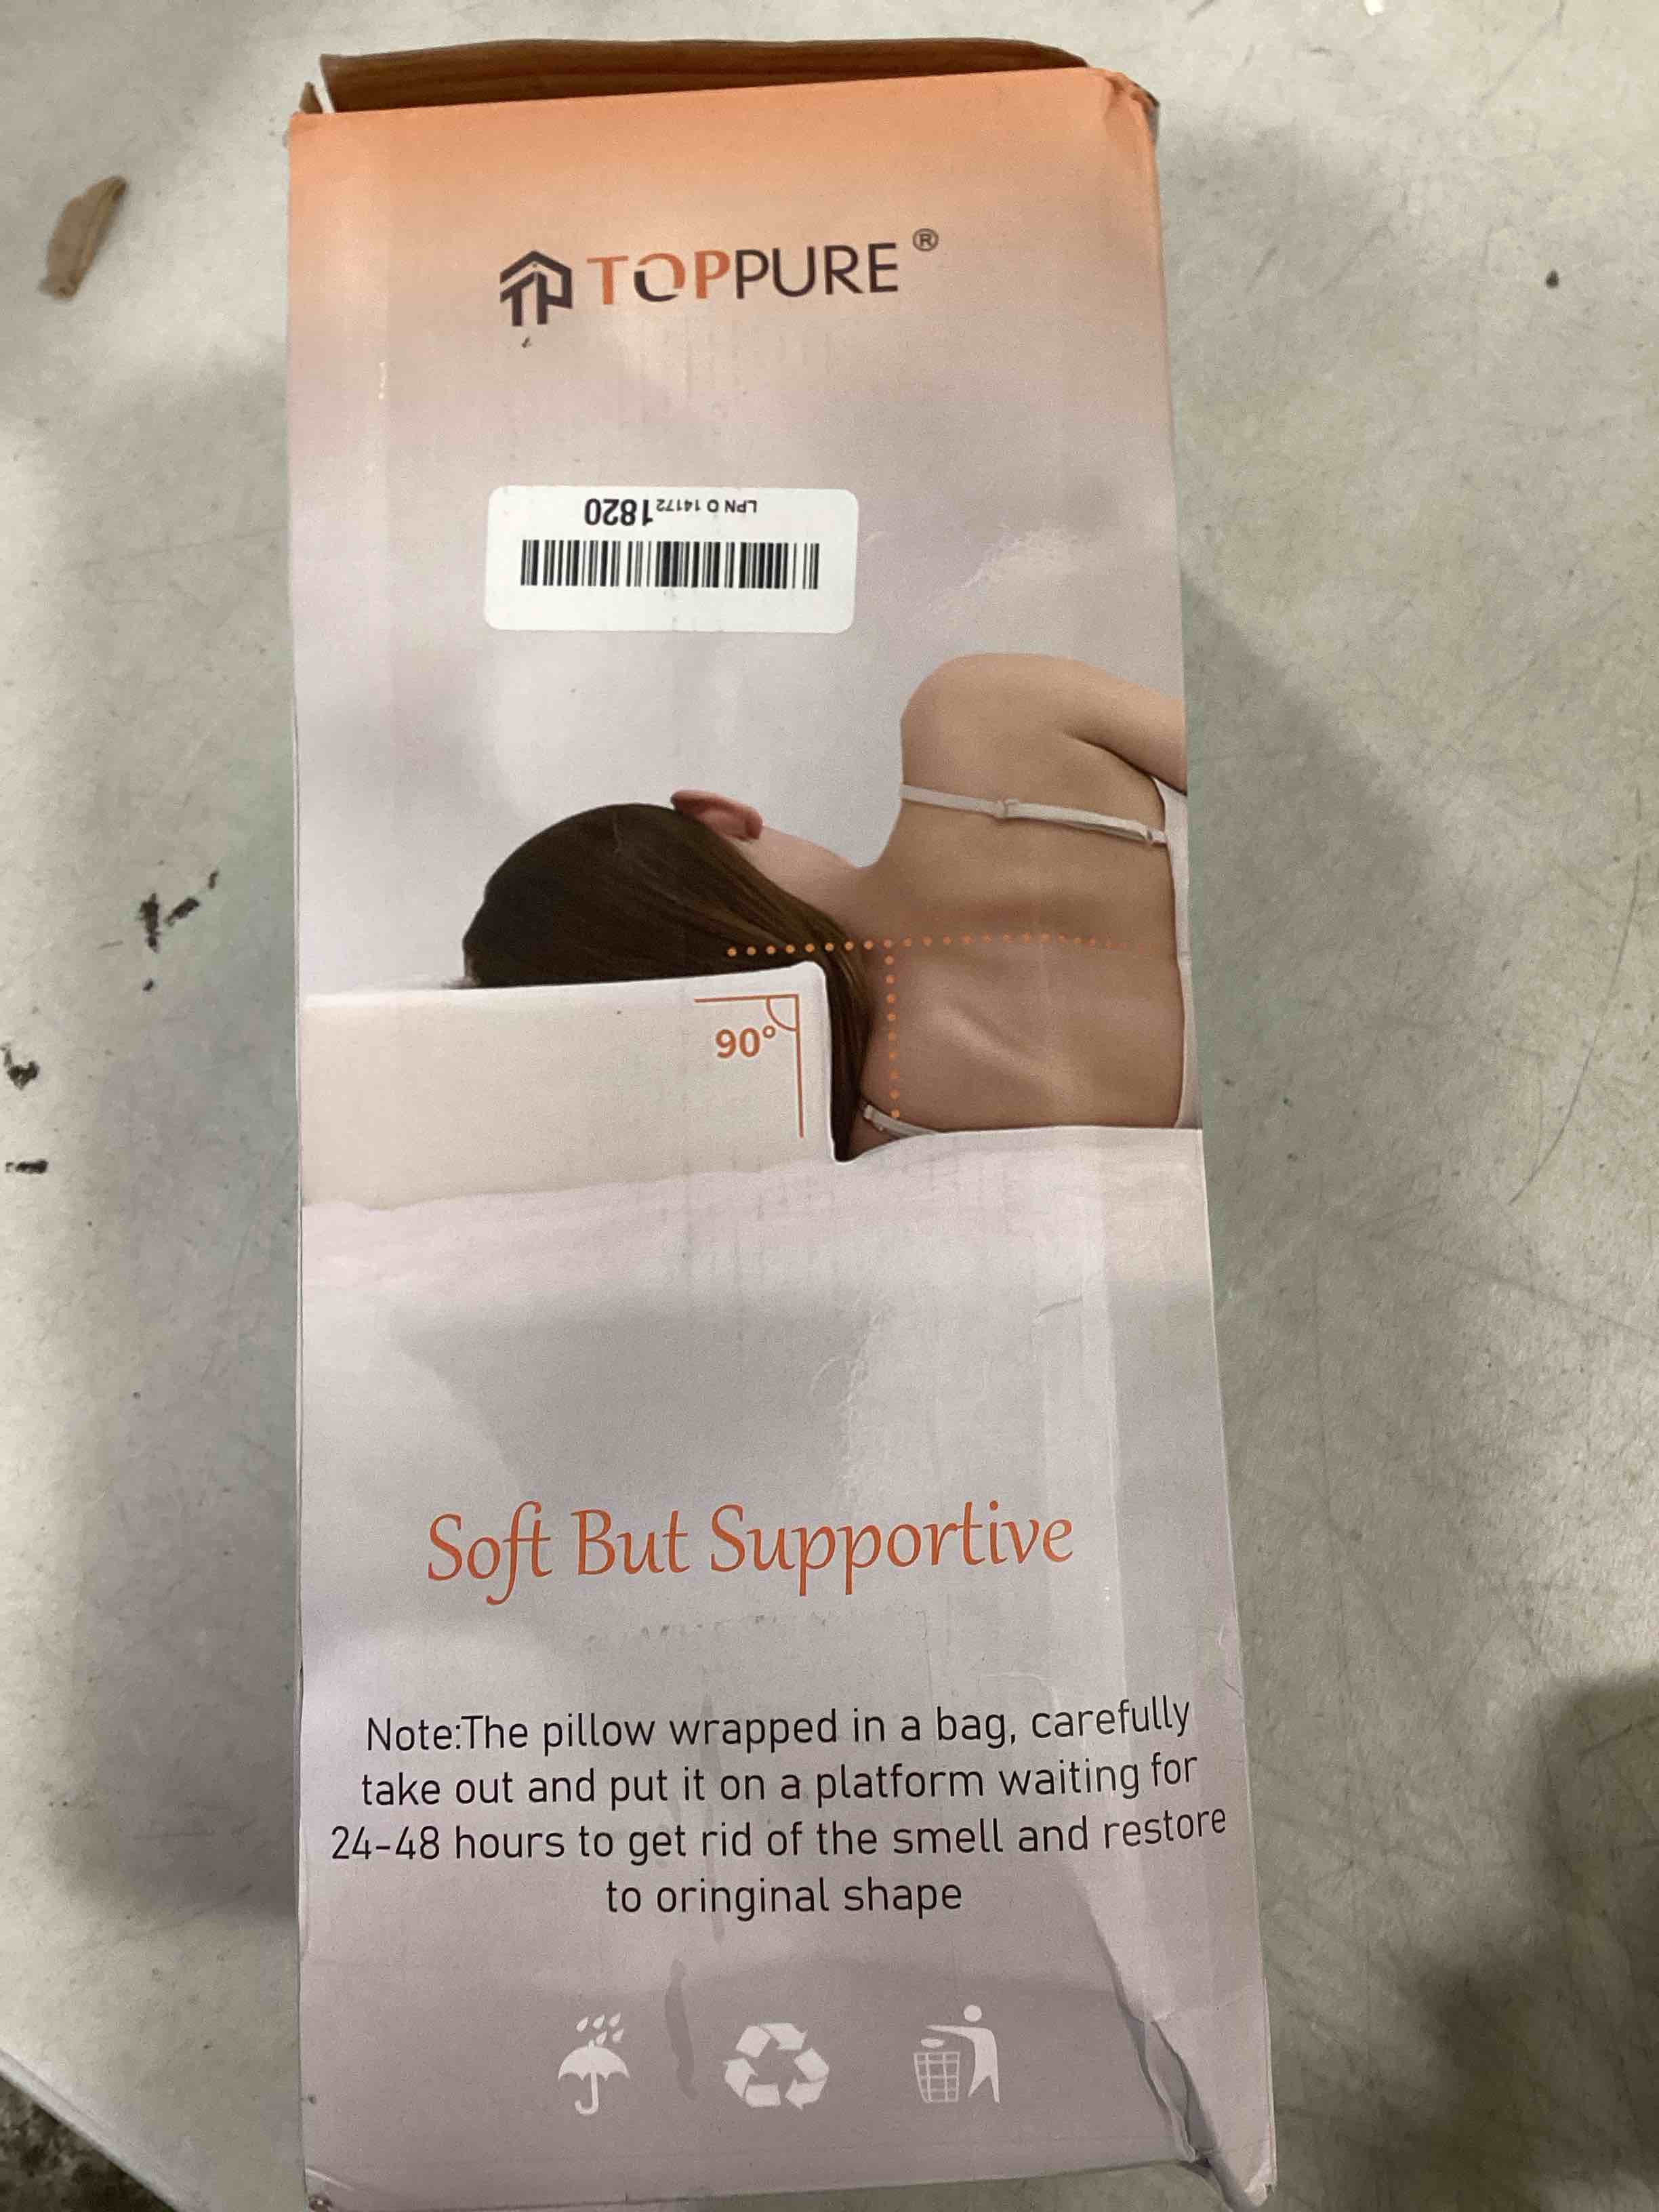 TOPPURE®
LPN O 14172 1820
90°
Soft But Supportive
Note:The pillow wrapped in a bag, carefully
take out and put it on a platform waiting for
24-48 hours to get rid of the smell and restore
to oringinal shape